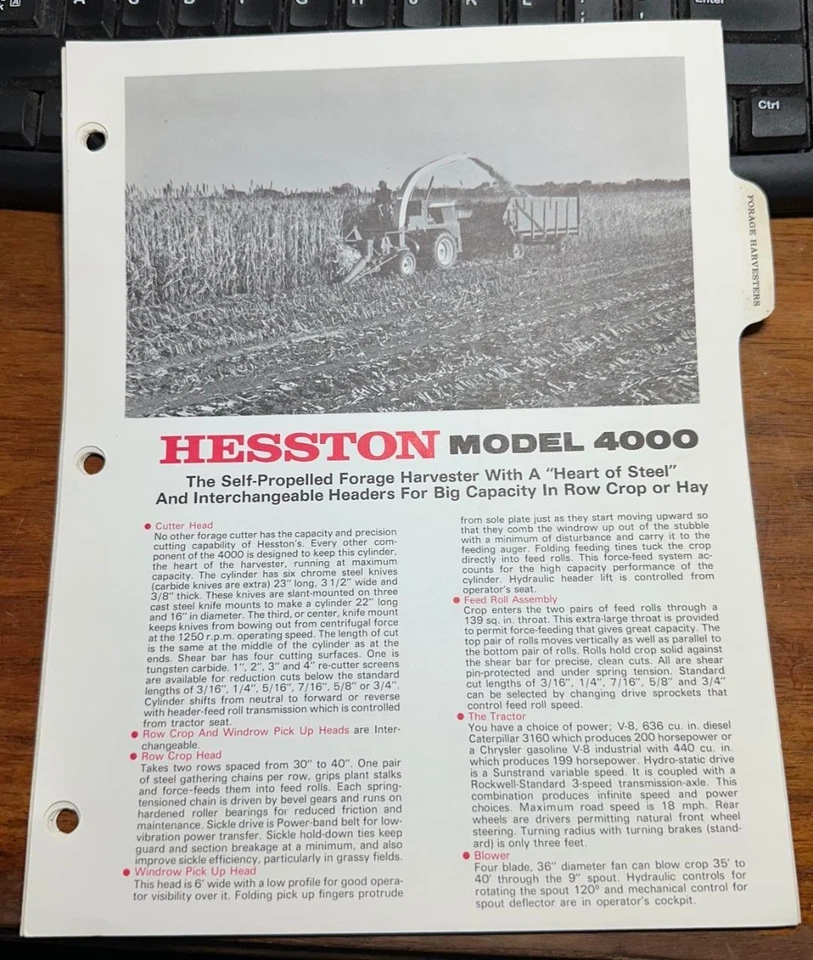 Enter
Ctrl
FORAGE HARVESTERS
HESSTON MODEL 4000
The Self-Propelled Forage Harvester With A "Heart of Steel"
And Interchangeable Headers For Big Capacity In Row Crop or Hay
● Cutter Head
No other forage cutter has the capacity and precision
cutting capability of Hesston's. Every other com-
ponent of the 4000 is designed to keep this cylinder,
the heart of the harvester, running at maximum
capacity. The cylinder has six chrome steel knives
(carbide knives are extra) 23" long, 3 1/2" wide and
3/8" thick. These knives are slant-mounted on three
cast steel knife mounts to make a cylinder 22" long
and 16" in diameter. The third, or center, knife mount
keeps knives from bowing out from centrifugal force
at the 1250 r.p.m. operating speed. The length of cut
is the same at the middle of the cylinder as at the
ends. Shear bar has four cutting surfaces. One is
tungsten carbide. 1", 2", 3" and 4" re-cutter screens
are available for reduction cuts below the standard
lengths of 3/16", 1/4", 5/16", 7/16", 5/8" or 3/4".
Cylinder shifts from neutral to forward or reverse
with header-feed roll transmission which is controlled
from tractor seat.
● Row Crop And Windrow Pick Up Heads are Inter-
changeable.
● Row Crop Head
Takes two rows spaced from 30" to 40". One pair
of steel gathering chains per row, grips plant stalks
and force-feeds them into feed rolls. Each spring-
tensioned chain is driven by bevel gears and runs on
hardened roller bearings for reduced friction and
maintenance. Sickle drive is Power-band belt for low-
vibration power transfer. Sickle hold-down ties keep
guard and section breakage at a minimum, and also
improve sickle efficiency, particularly in grassy fields.
● Windrow Pick Up Head
This head is 6' wide with a low profile for good opera-
tor visibility over it. Folding pick up fingers protrude
from sole plate just as they start moving upward so
that they comb the windrow up out of the stubble
with a minimum of disturbance and carry it to the
feeding auger. Folding feeding tines tuck the crop
directly into feed rolls. This force-feed system ac-
counts for the high capacity performance of the
cylinder. Hydraulic header lift is controlled from
operator's seat.
● Feed Roll Assembly
Crop enters the two pairs of feed rolls through a
139 sq. in. throat. This extra-large throat is provided
to permit force-feeding that gives great capacity. The
top pair of rolls moves vertically as well as parallel to
the bottom pair of rolls. Rolls hold crop solid against
the shear bar for precise, clean cuts. All are shear
pin-protected and under spring tension. Standard
cut lengths of 3/16", 1/4", 7/16", 5/8" and 3/4"
can be selected by changing drive sprockets that
control feed roll speed.
● The Tractor
You have a choice of power; V-8, 636 cu. in. diesel
Caterpillar 3160 which produces 200 horsepower or
a Chrysler gasoline V-8 industrial with 440 cu. in.
which produces 199 horsepower. Hydro-static drive
is a Sunstrand variable speed. It is coupled with a
Rockwell-Standard 3-speed transmission-axle. This
combination produces infinite speed and power
choices. Maximum road speed is 18 mph. Rear
wheels are drivers permitting natural front wheel
steering. Turning radius with turning brakes (stand-
ard) is only three feet.
● Blower
Four blade, 36" diameter fan can blow crop 35' to
40' through the 9" spout. Hydraulic controls for
rotating the spout 120° and mechanical control for
spout deflector are in operator's cockpit.